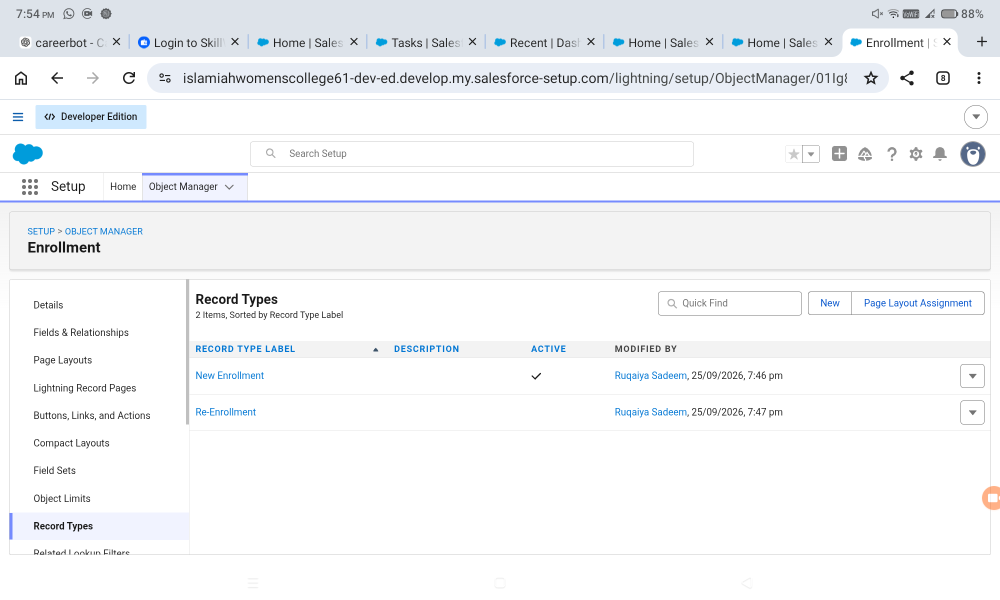 7:54 PM
VoWiFi
88%
careerbot - Ca
Login to Skill
Home | Sales
Tasks | Sales
Recent | Dash
Home | Sales
Home | Sales
Enrollment |
islamiahwomenscollege61-dev-ed.develop.my.salesforce-setup.com/lightning/setup/ObjectManager/01Ig8
8
Developer Edition
Search Setup
Setup
Home
Object Manager
SETUP > OBJECT MANAGER
Enrollment
Details
Fields & Relationships
Page Layouts
Lightning Record Pages
Buttons, Links, and Actions
Compact Layouts
Field Sets
Object Limits
Record Types
Related Lookup Filters
Record Types
2 Items, Sorted by Record Type Label
Quick Find
New
Page Layout Assignment
RECORD TYPE LABEL DESCRIPTION ACTIVE MODIFIED BY
New Enrollment Ruqaiya Sadeem, 25/09/2026, 7:46 pm
Re-Enrollment Ruqaiya Sadeem, 25/09/2026, 7:47 pm